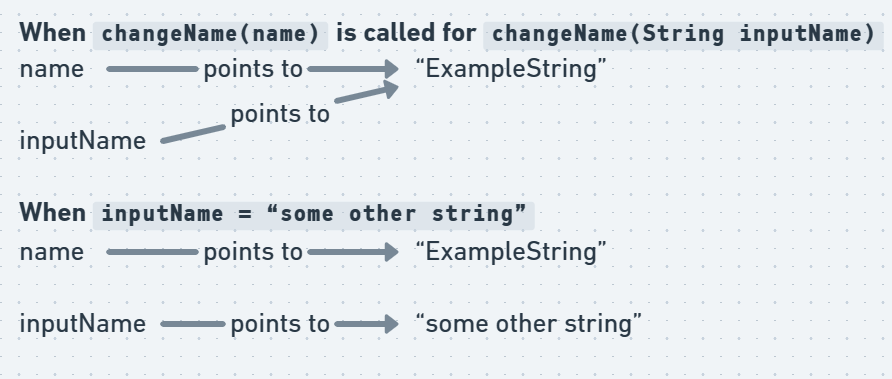 When changeName(name) is called for changeName(String inputName)
name points to “ExampleString”
points to
inputName
When inputName = “some other string”
name points to “ExampleString”
inputName points to “some other string”